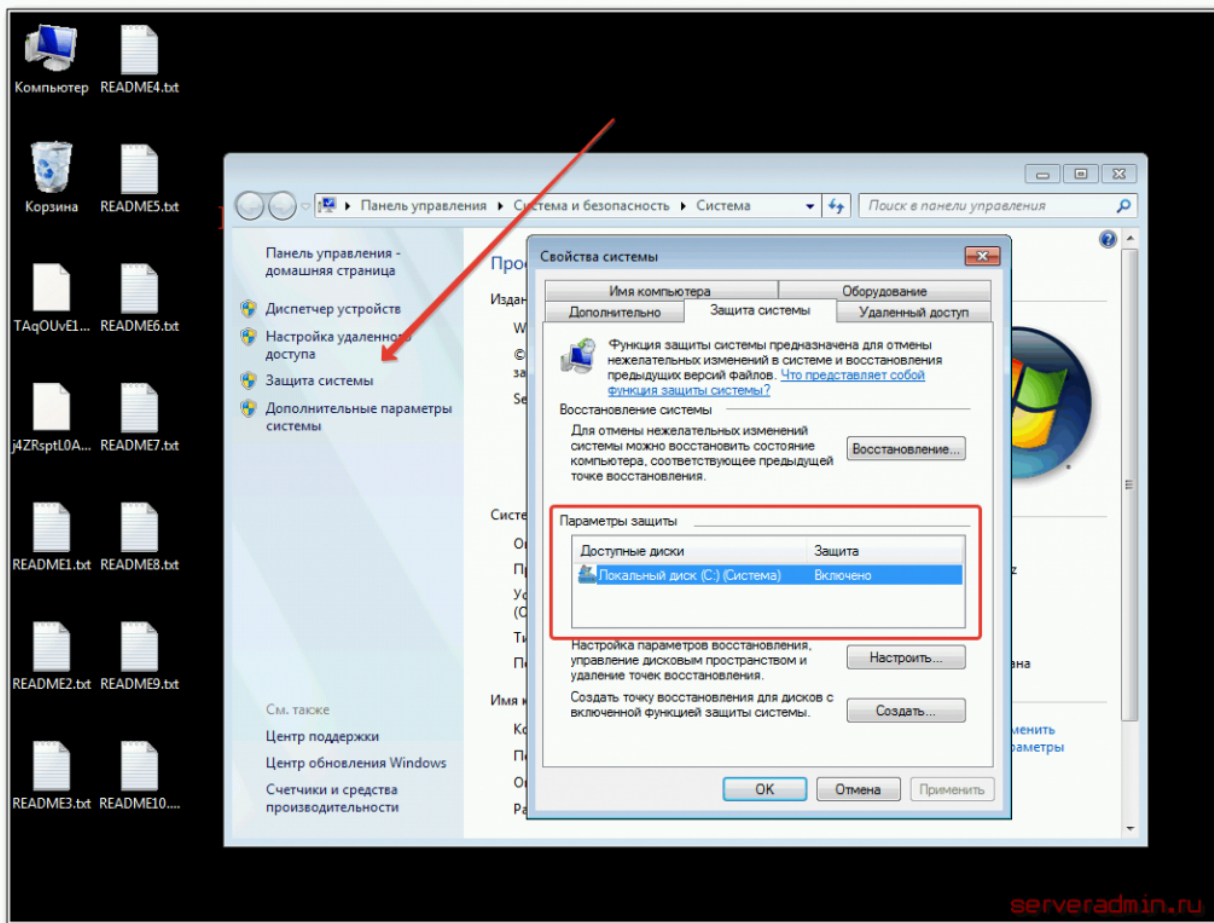 Компьютер
README4.txt
Корзина
README5.txt
TAqOUvE1...
README6.txt
j4ZRsptL0A...
README7.txt
README1.txt
README8.txt
README2.txt
README9.txt
README3.txt
README10....
Панель управления
Система и безопасность
Система
Поиск в панели управления
Панель управления -
домашняя страница
Диспетчер устройств
Настройка удаленного
доступа
Защита системы
Дополнительные параметры
системы
См. также
Центр поддержки
Центр обновления Windows
Счетчики и средства
производительности
Свойства системы
Имя компьютера
Оборудование
Дополнительно
Защита системы
Удаленный доступ
Функция защиты системы предназначена для отмены
нежелательных изменений в системе и восстановления
предыдущих версий файлов. Что представляет собой
функция защиты системы?
Восстановление системы
Для отмены нежелательных изменений
системы можно восстановить состояние
компьютера, соответствующее предыдущей
точке восстановления.
Восстановление...
Параметры защиты
Доступные диски
Защита
Локальный диск (C:) (Система)
Включено
Настройка параметров восстановления,
управление дисковым пространством и
удаление точек восстановления.
Настроить...
Создать точку восстановления для дисков с
включенной функцией защиты системы.
Создать...
OK
Отмена
Применить
serveradmin.ru